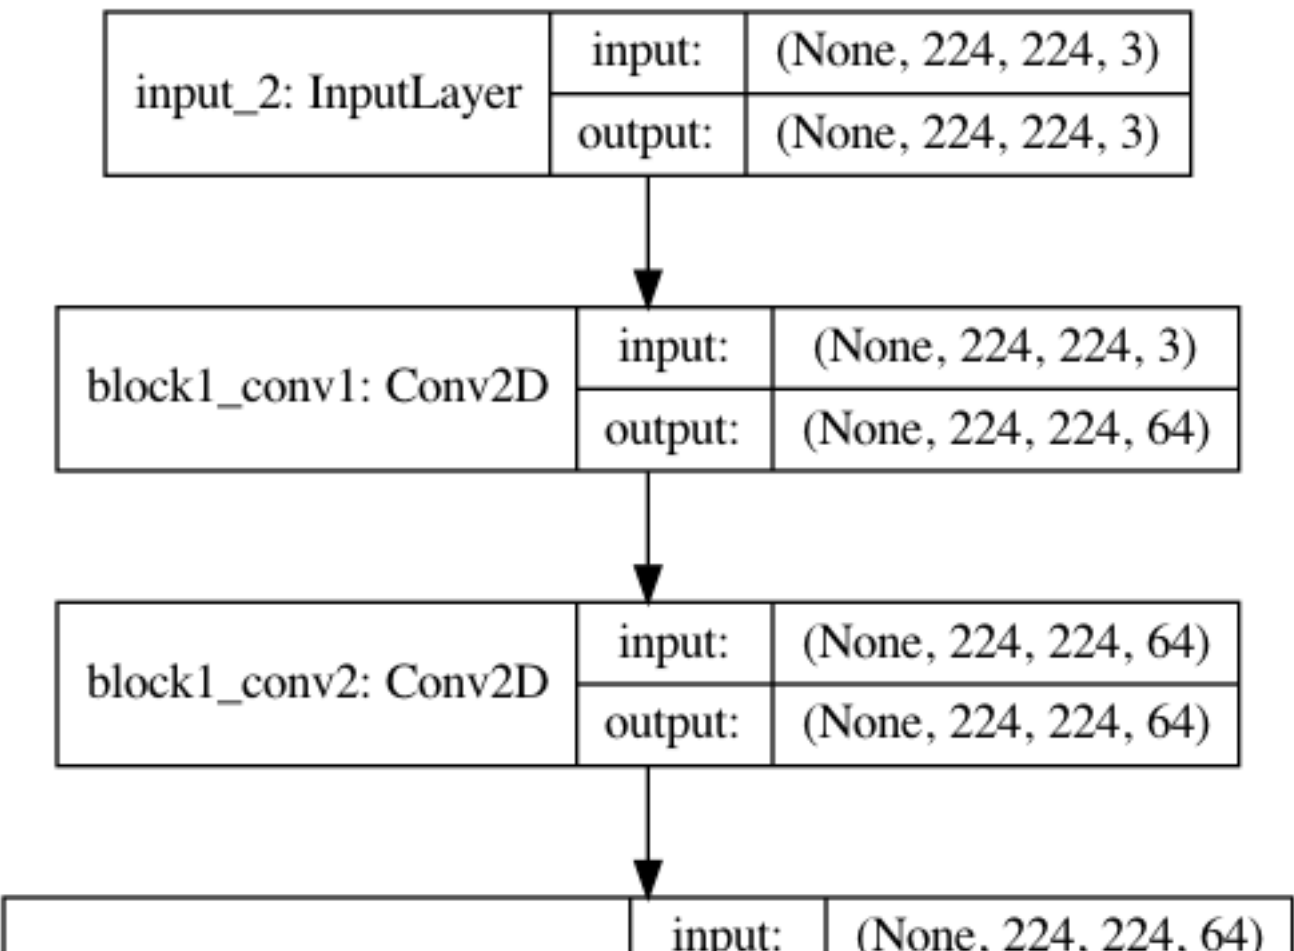 input_2: InputLayer
input: (None, 224, 224, 3)
output: (None, 224, 224, 3)
block1_conv1: Conv2D
input: (None, 224, 224, 3)
output: (None, 224, 224, 64)
block1_conv2: Conv2D
input: (None, 224, 224, 64)
output: (None, 224, 224, 64)
input: (None, 224, 224, 64)